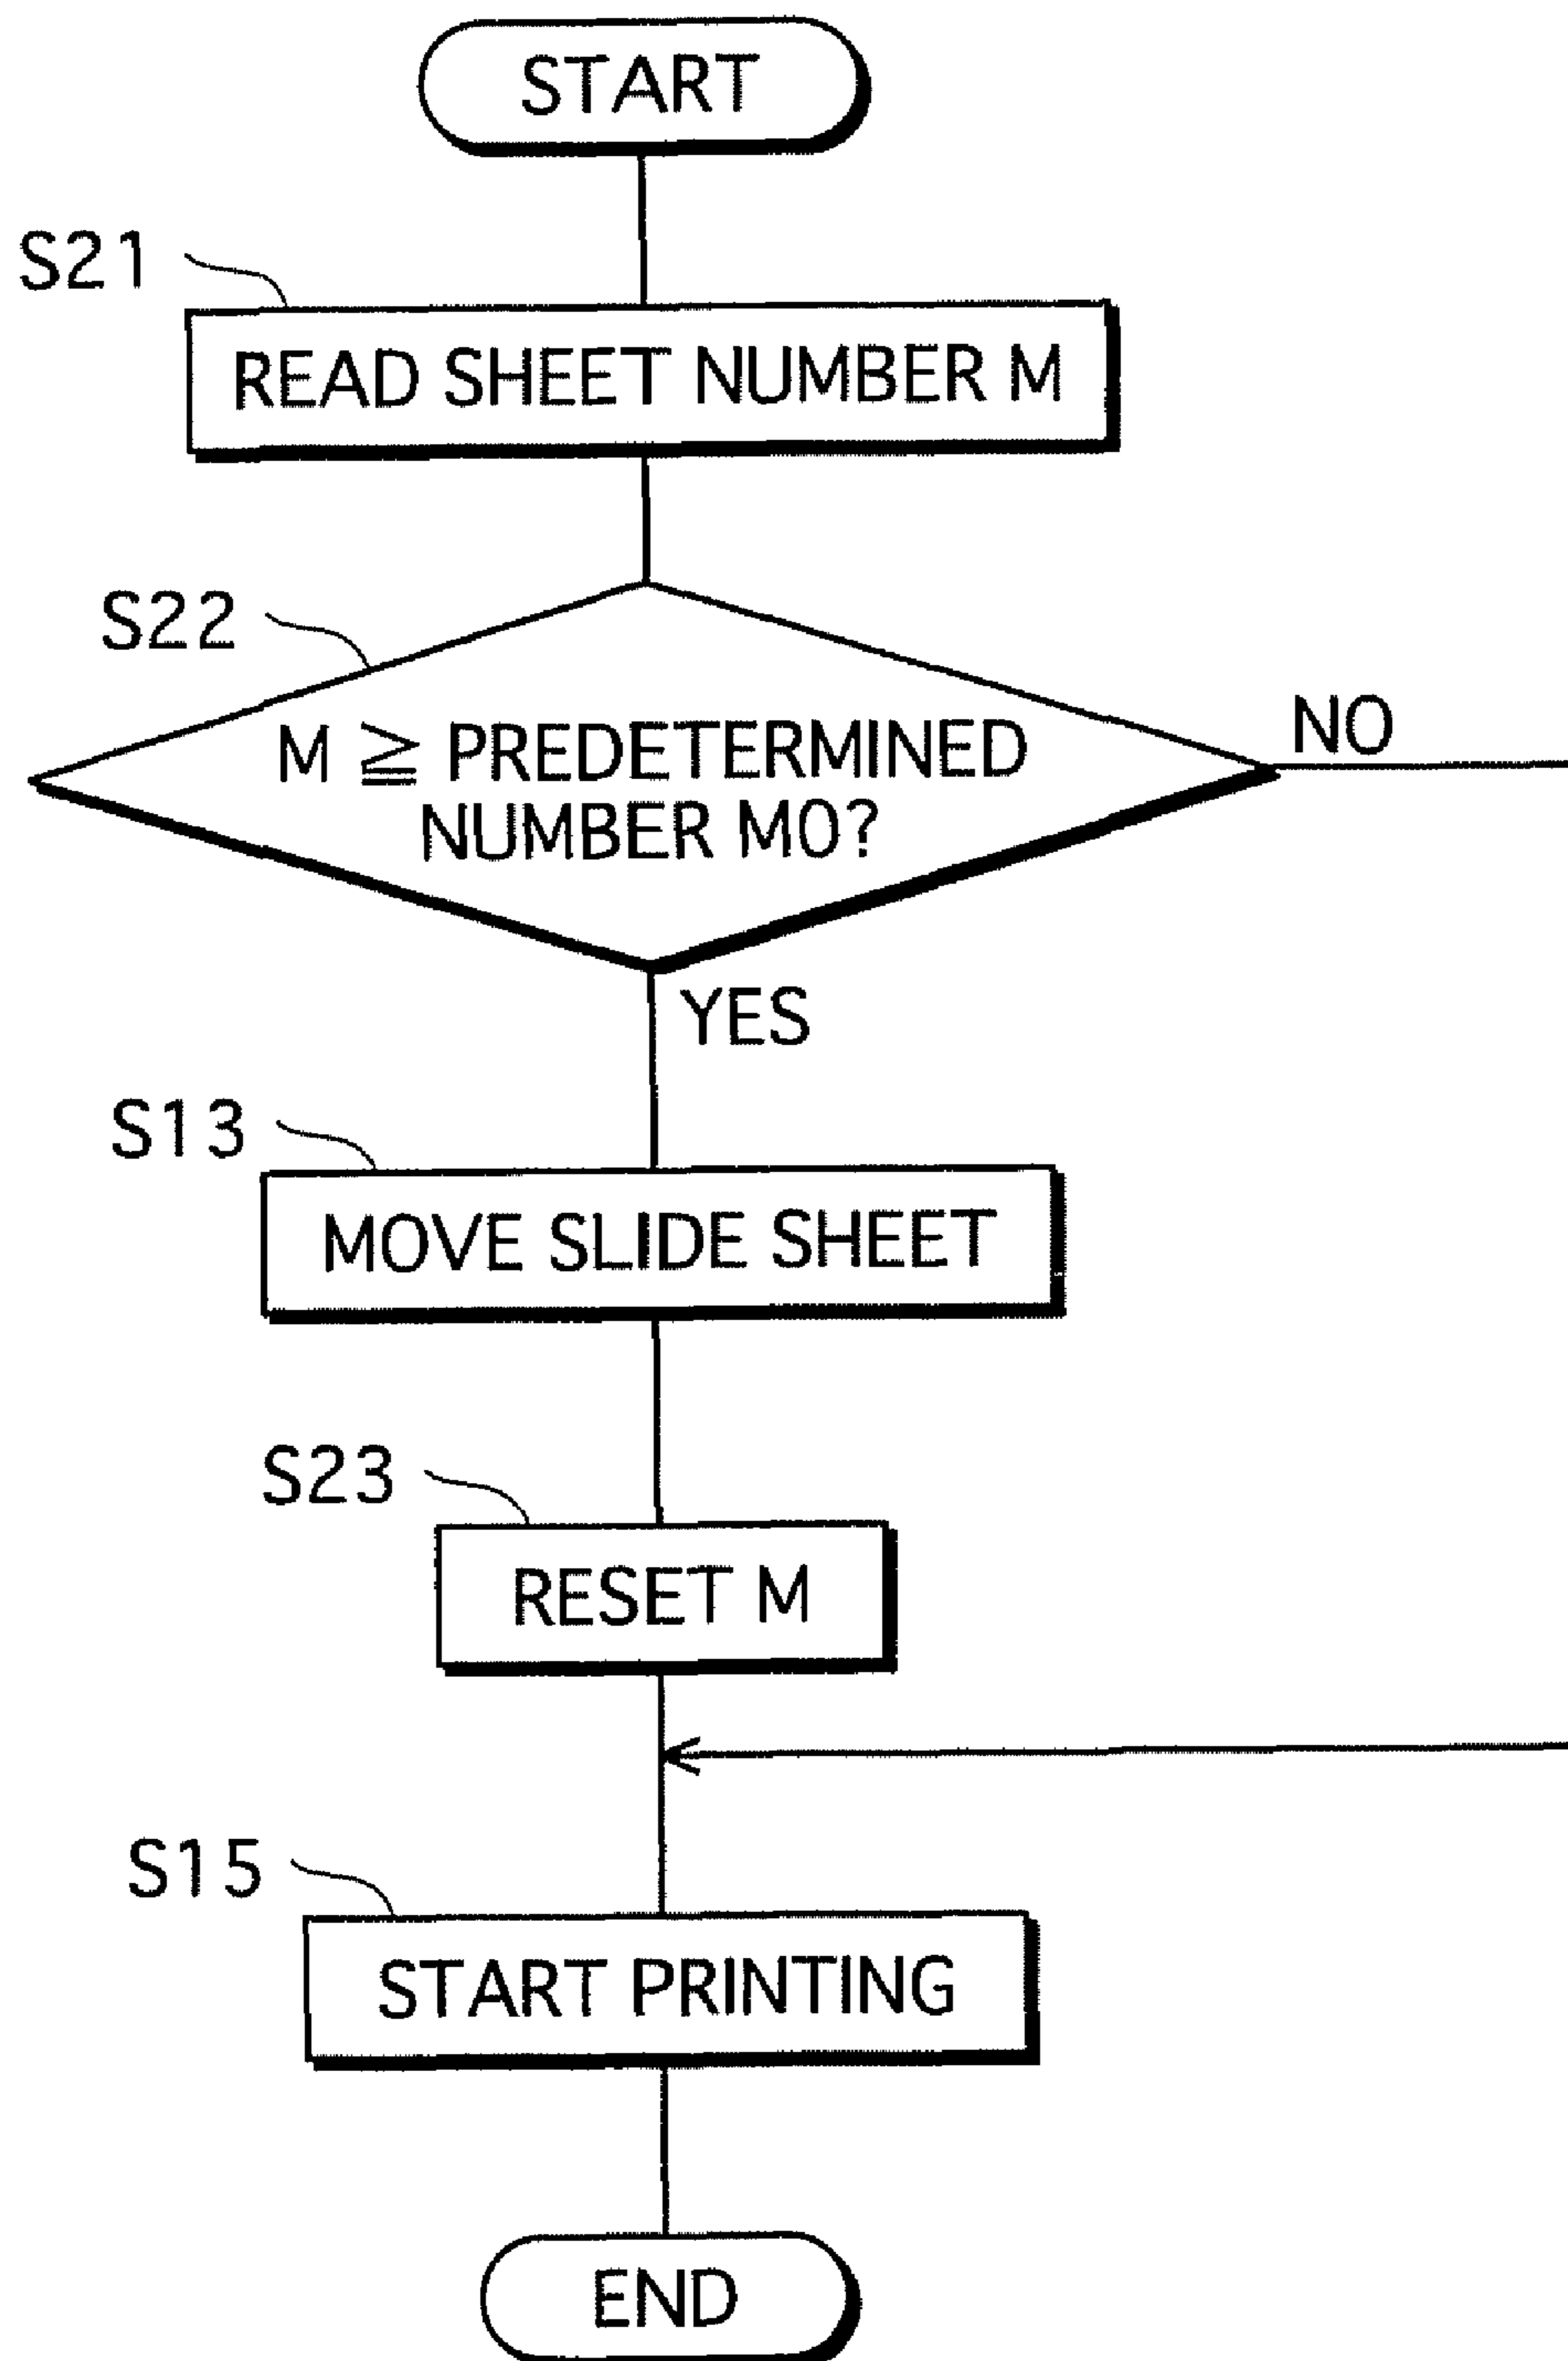 START
S21
READ SHEET NUMBER M
S22
M ≧ PREDETERMINED
NUMBER M0?
NO
YES
S13
MOVE SLIDE SHEET
S23
RESET M
S15
START PRINTING
END